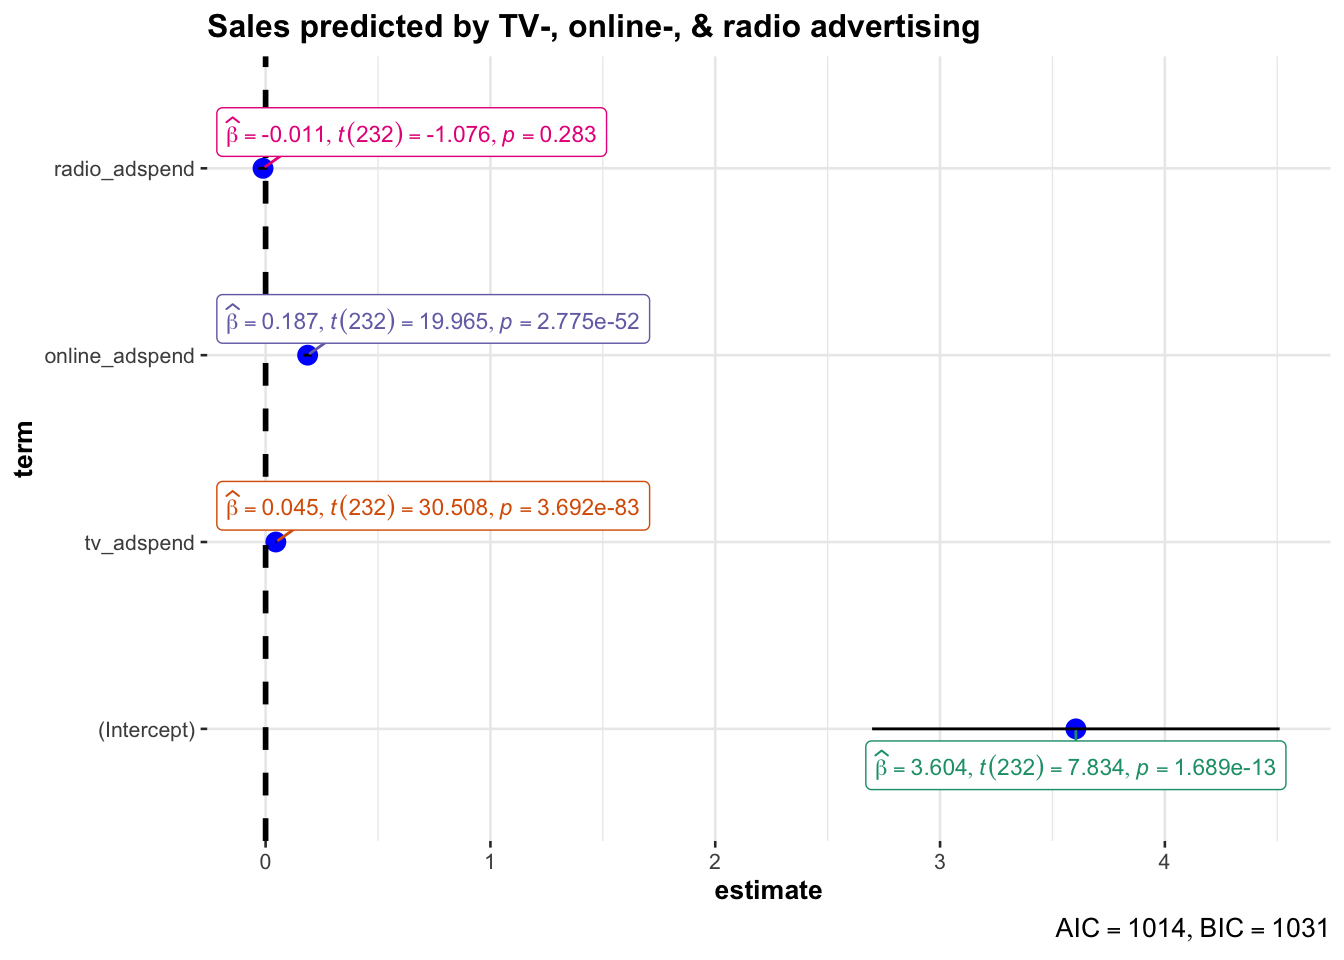 Sales predicted by TV-, online-, & radio advertising
β̂ = -0.011, t(232) = -1.076, p = 0.283
radio_adspend
β̂ = 0.187, t(232) = 19.965, p = 2.775e-52
online_adspend
term
β̂ = 0.045, t(232) = 30.508, p = 3.692e-83
tv_adspend
(Intercept)
β̂ = 3.604, t(232) = 7.834, p = 1.689e-13
0 1 2 3 4
estimate
AIC = 1014, BIC = 1031